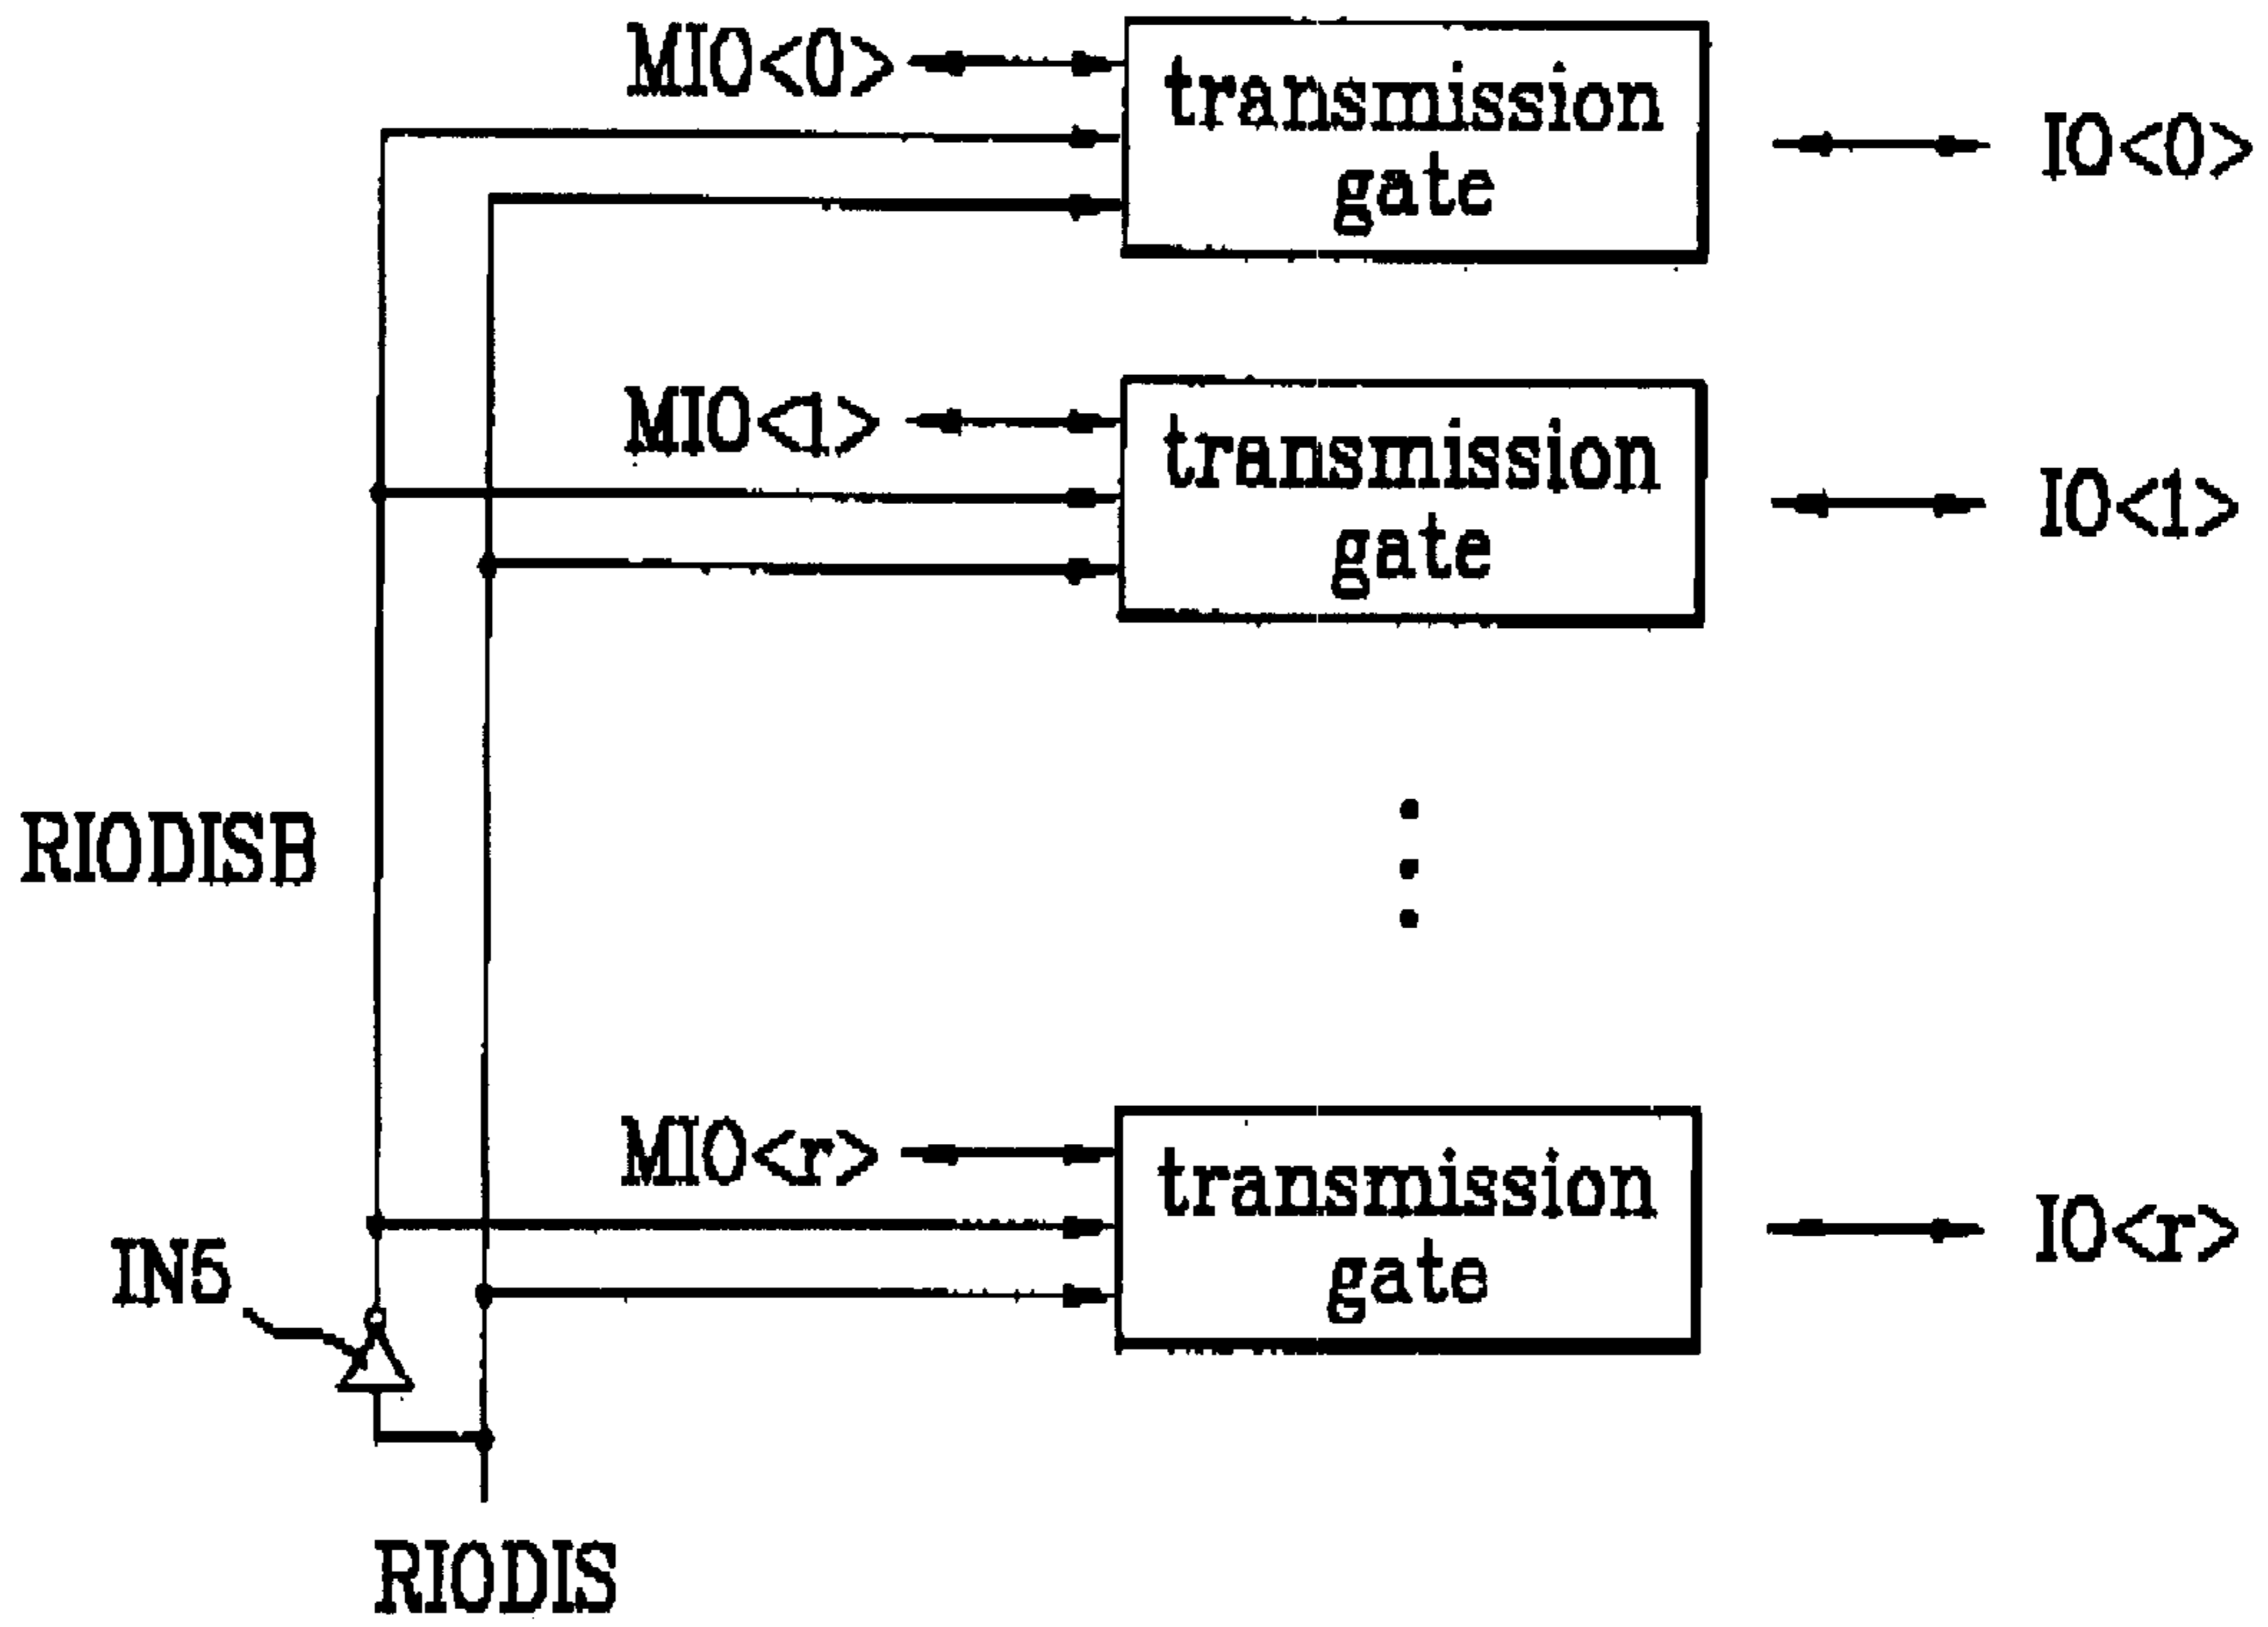 MIO<0>
transmission
gate
IO<0>
MIO<1>
transmission
gate
IO<1>
RIODISB
MIO<r>
transmission
gate
IO<r>
IN5
RIODIS